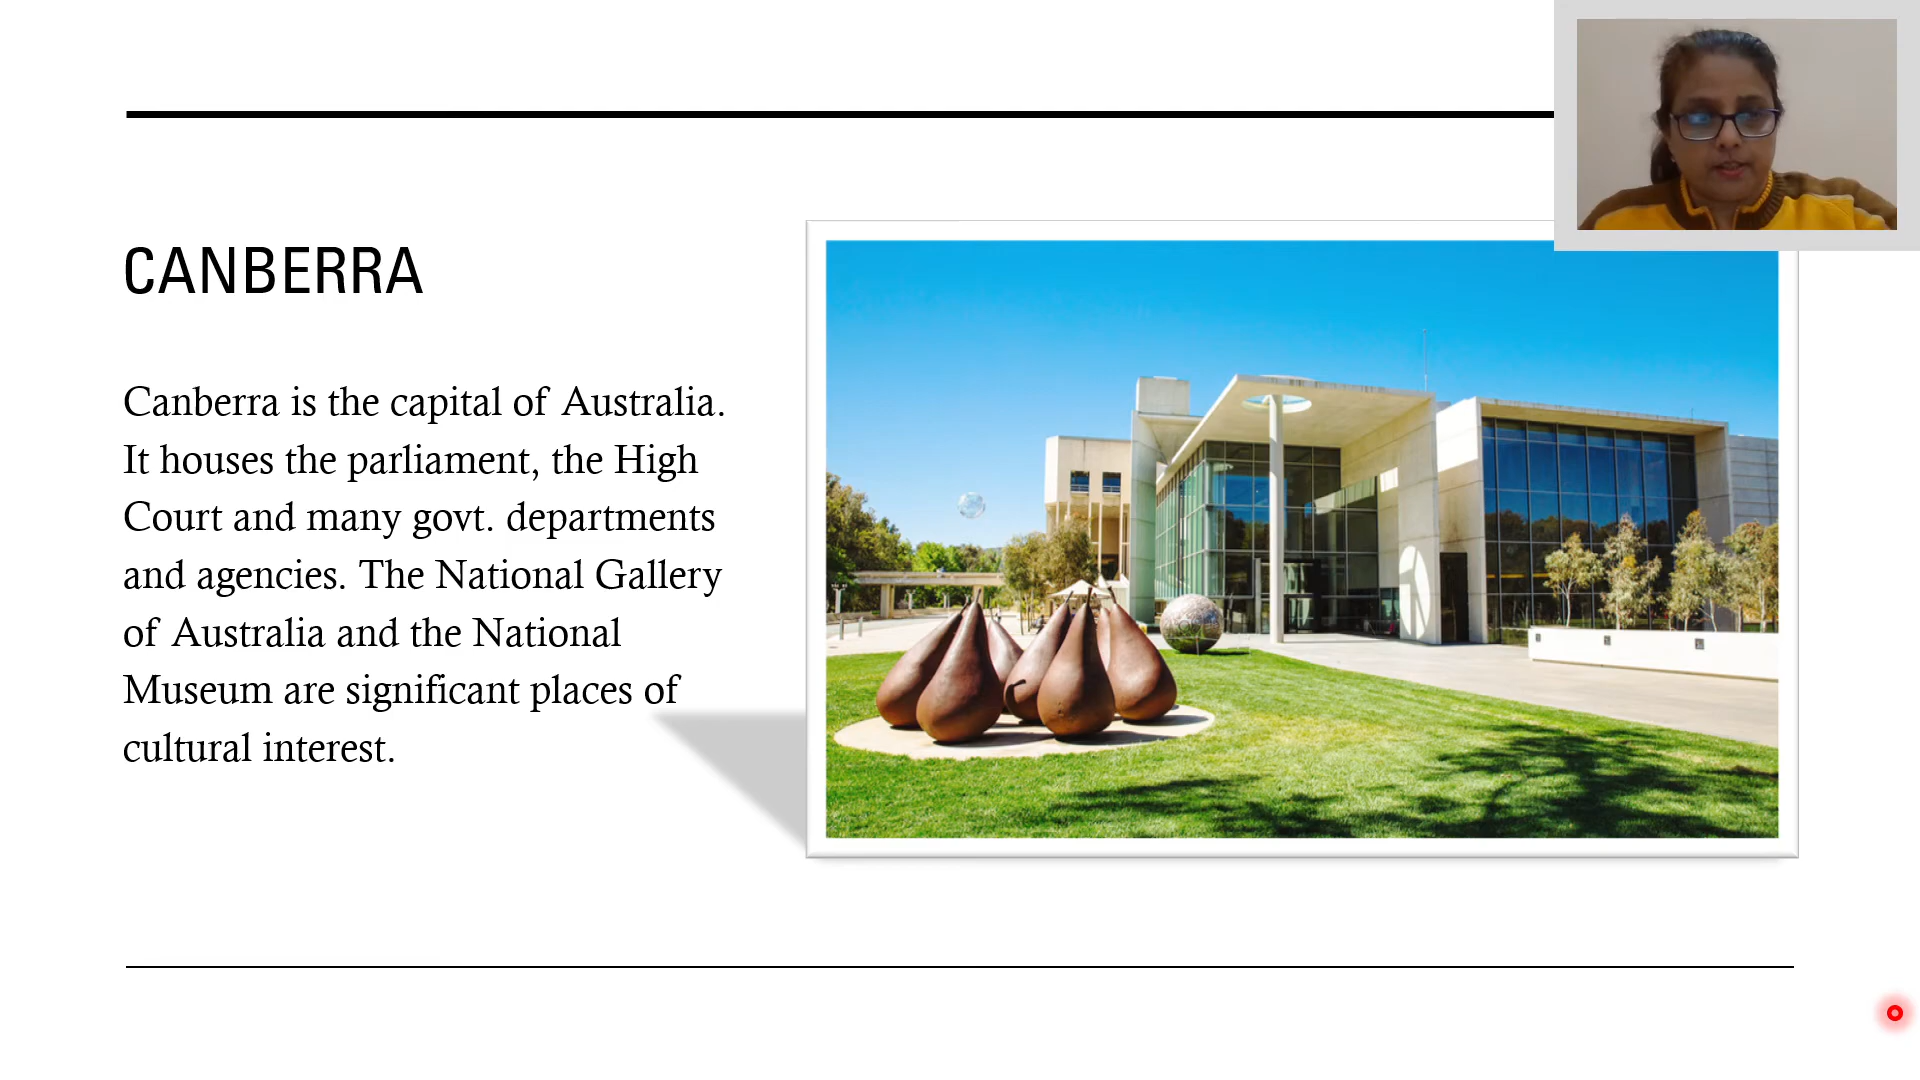 CANBERRA
Canberra is the capital of Australia.
It houses the parliament, the High
Court and many govt. departments
and agencies. The National Gallery
of Australia and the National
Museum are significant places of
cultural interest.